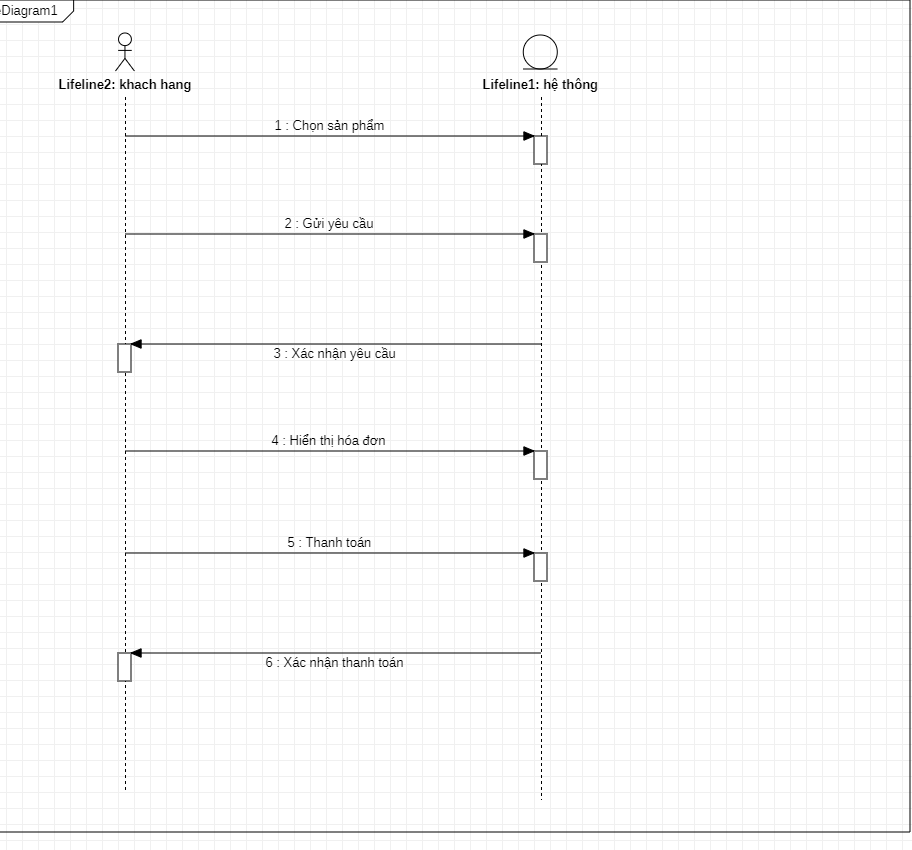 Diagram1
Lifeline2: khach hang
Lifeline1: hệ thông
1 : Chọn sản phẩm
2 : Gửi yêu cầu
3 : Xác nhận yêu cầu
4 : Hiển thị hóa đơn
5 : Thanh toán
6 : Xác nhận thanh toán